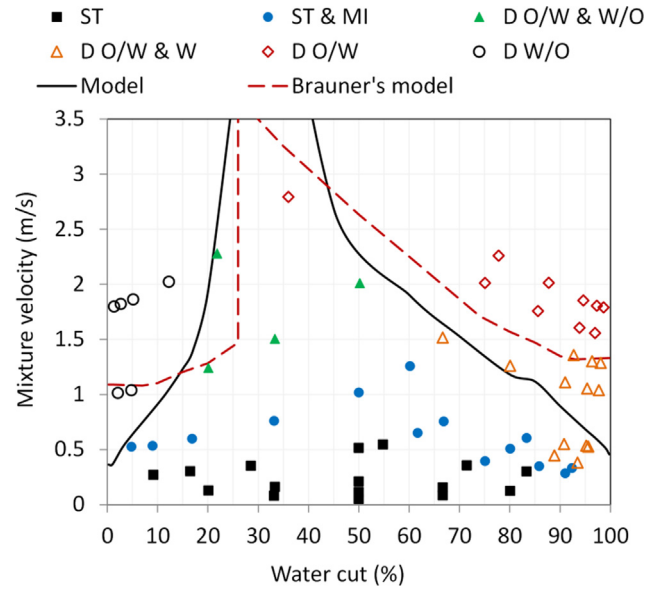 ST ST & MI D O/W & W/O
D O/W & W D O/W D W/O
Model Brauner's model
3.5
3
2.5
2
1.5
1
0.5
0
Mixture velocity (m/s)
0 10 20 30 40 50 60 70 80 90 100
Water cut (%)